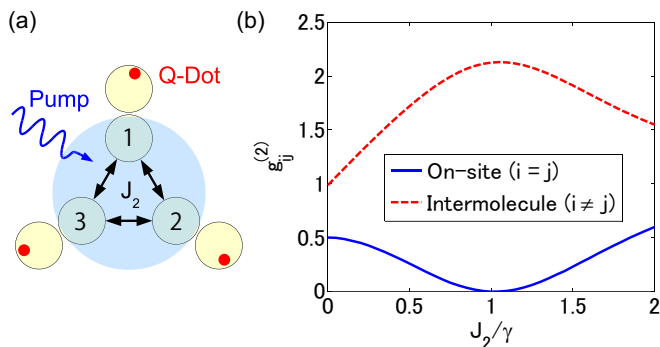 (a)
Q-Dot
Pump
1
J₂
3
2
(b)
g_ij^(2)
2.5
2
1.5
1
0.5
0
On-site (i = j)
Intermolecule (i ≠ j)
0 0.5 1 1.5 2
J₂/γ